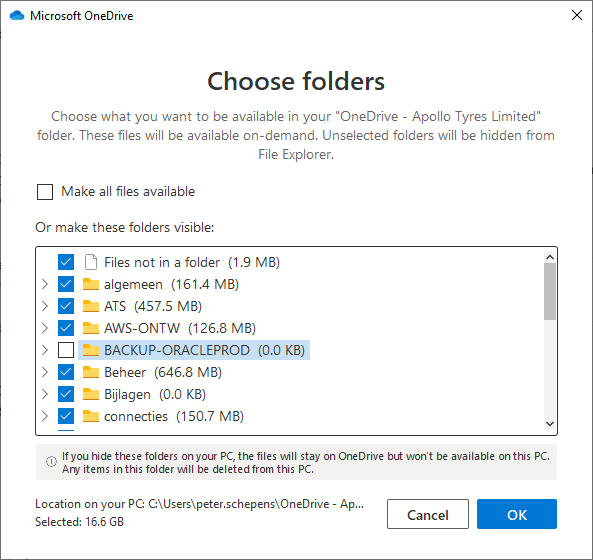 Microsoft OneDrive
Choose folders
Choose what you want to be available in your "OneDrive - Apollo Tyres Limited"
folder. These files will be available on-demand. Unselected folders will be hidden from
File Explorer.
Make all files available
Or make these folders visible:
Files not in a folder (1.9 MB)
algemeen (161.4 MB)
ATS (457.5 MB)
AWS-ONTW (126.8 MB)
BACKUP-ORACLEPROD (0.0 KB)
Beheer (646.8 MB)
Bijlagen (0.0 KB)
connecties (150.7 MB)
If you hide these folders on your PC, the files will stay on OneDrive but won't be available on this PC.
Any items in this folder will be deleted from this PC.
Location on your PC: C:\Users\peter.schepens\OneDrive - Ap...
Selected: 16.6 GB
Cancel
OK